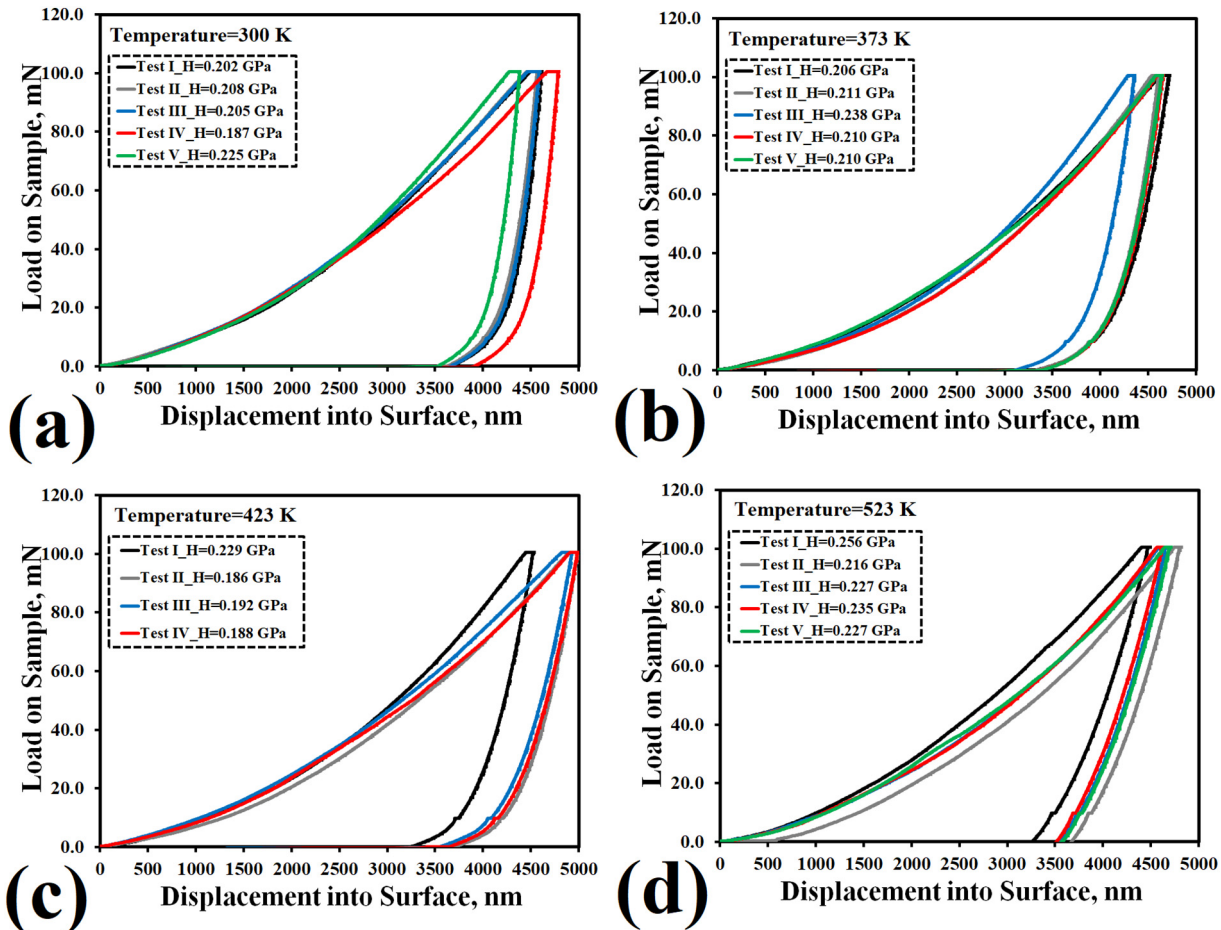 120.0
100.0
80.0
60.0
40.0
20.0
0.0
Load on Sample, mN
Temperature=300 K
Test I_H=0.202 GPa
Test II_H=0.208 GPa
Test III_H=0.205 GPa
Test IV_H=0.187 GPa
Test V_H=0.225 GPa
0 500 1000 1500 2000 2500 3000 3500 4000 4500 5000
Displacement into Surface, nm
(a)
120.0
100.0
80.0
60.0
40.0
20.0
0.0
Load on Sample, mN
Temperature=373 K
Test I_H=0.206 GPa
Test II_H=0.211 GPa
Test III_H=0.238 GPa
Test IV_H=0.210 GPa
Test V_H=0.210 GPa
0 500 1000 1500 2000 2500 3000 3500 4000 4500 5000
Displacement into Surface, nm
(b)
120.0
100.0
80.0
60.0
40.0
20.0
0.0
Load on Sample, mN
Temperature=423 K
Test I_H=0.229 GPa
Test II_H=0.186 GPa
Test III_H=0.192 GPa
Test IV_H=0.188 GPa
0 500 1000 1500 2000 2500 3000 3500 4000 4500 5000
Displacement into Surface, nm
(c)
120.0
100.0
80.0
60.0
40.0
20.0
0.0
Load on Sample, mN
Temperature=523 K
Test I_H=0.256 GPa
Test II_H=0.216 GPa
Test III_H=0.227 GPa
Test IV_H=0.235 GPa
Test V_H=0.227 GPa
0 500 1000 1500 2000 2500 3000 3500 4000 4500 5000
Displacement into Surface, nm
(d)